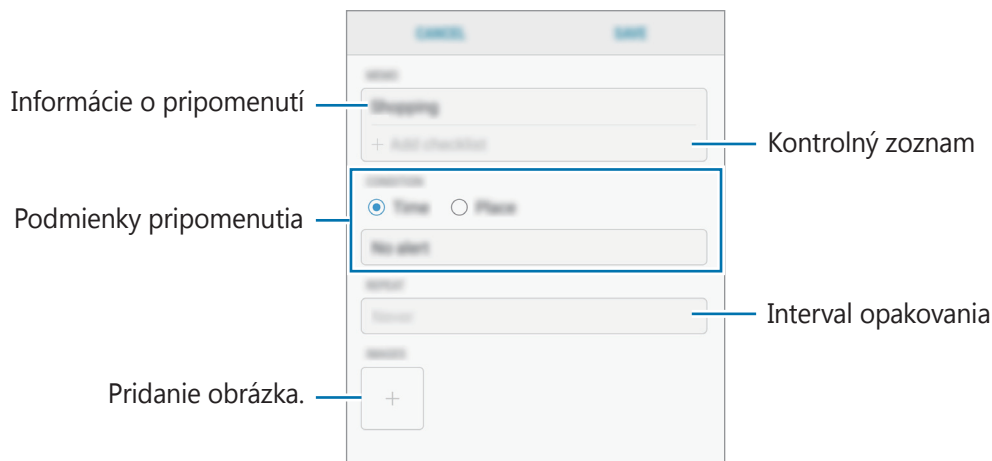 CANCEL SAVE
MEMO
Informácie o pripomenutí
Shopping
+ Add checklist
Kontrolný zoznam
CONDITION
Time Place
Podmienky pripomenutia
No alert
REPEAT
Never
Interval opakovania
IMAGES
Pridanie obrázka.
+